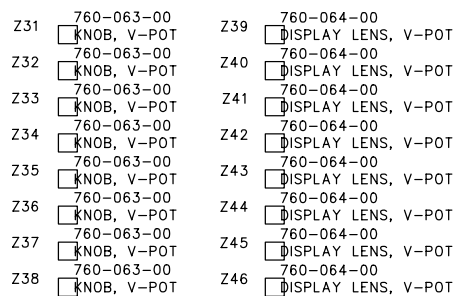 760-063-00
Z31 KNOB, V-POT
760-063-00
Z32 KNOB, V-POT
760-063-00
Z33 KNOB, V-POT
760-063-00
Z34 KNOB, V-POT
760-063-00
Z35 KNOB, V-POT
760-063-00
Z36 KNOB, V-POT
760-063-00
Z37 KNOB, V-POT
760-063-00
Z38 KNOB, V-POT
760-064-00
Z39 DISPLAY LENS, V-POT
760-064-00
Z40 DISPLAY LENS, V-POT
760-064-00
Z41 DISPLAY LENS, V-POT
760-064-00
Z42 DISPLAY LENS, V-POT
760-064-00
Z43 DISPLAY LENS, V-POT
760-064-00
Z44 DISPLAY LENS, V-POT
760-064-00
Z45 DISPLAY LENS, V-POT
760-064-00
Z46 DISPLAY LENS, V-POT